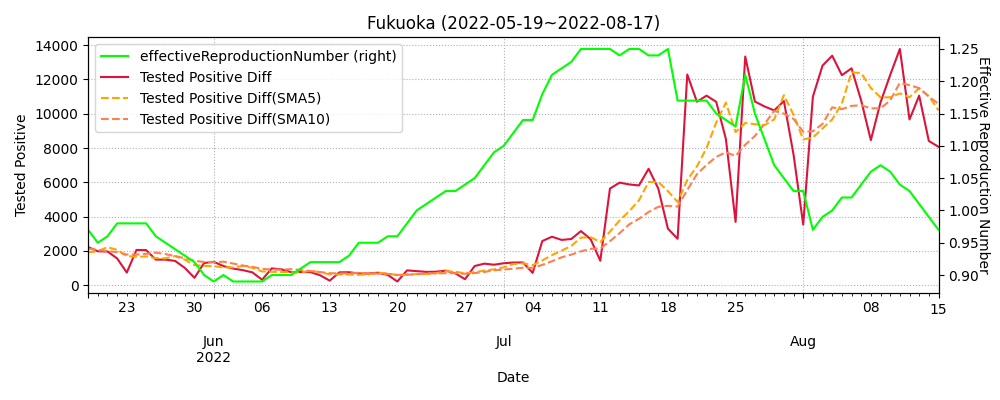 Fukuoka (2022-05-19~2022-08-17)
effectiveReproductionNumber (right)
Tested Positive Diff
Tested Positive Diff(SMA5)
Tested Positive Diff(SMA10)
Tested Positive
14000
12000
10000
8000
6000
4000
2000
0
1.25
1.20
1.15
1.10
1.05
1.00
0.95
0.90
Effective Reproduction Number
23 30 06 13 20 27 04 11 18 25 08 15
Jun Jul Aug
2022
Date